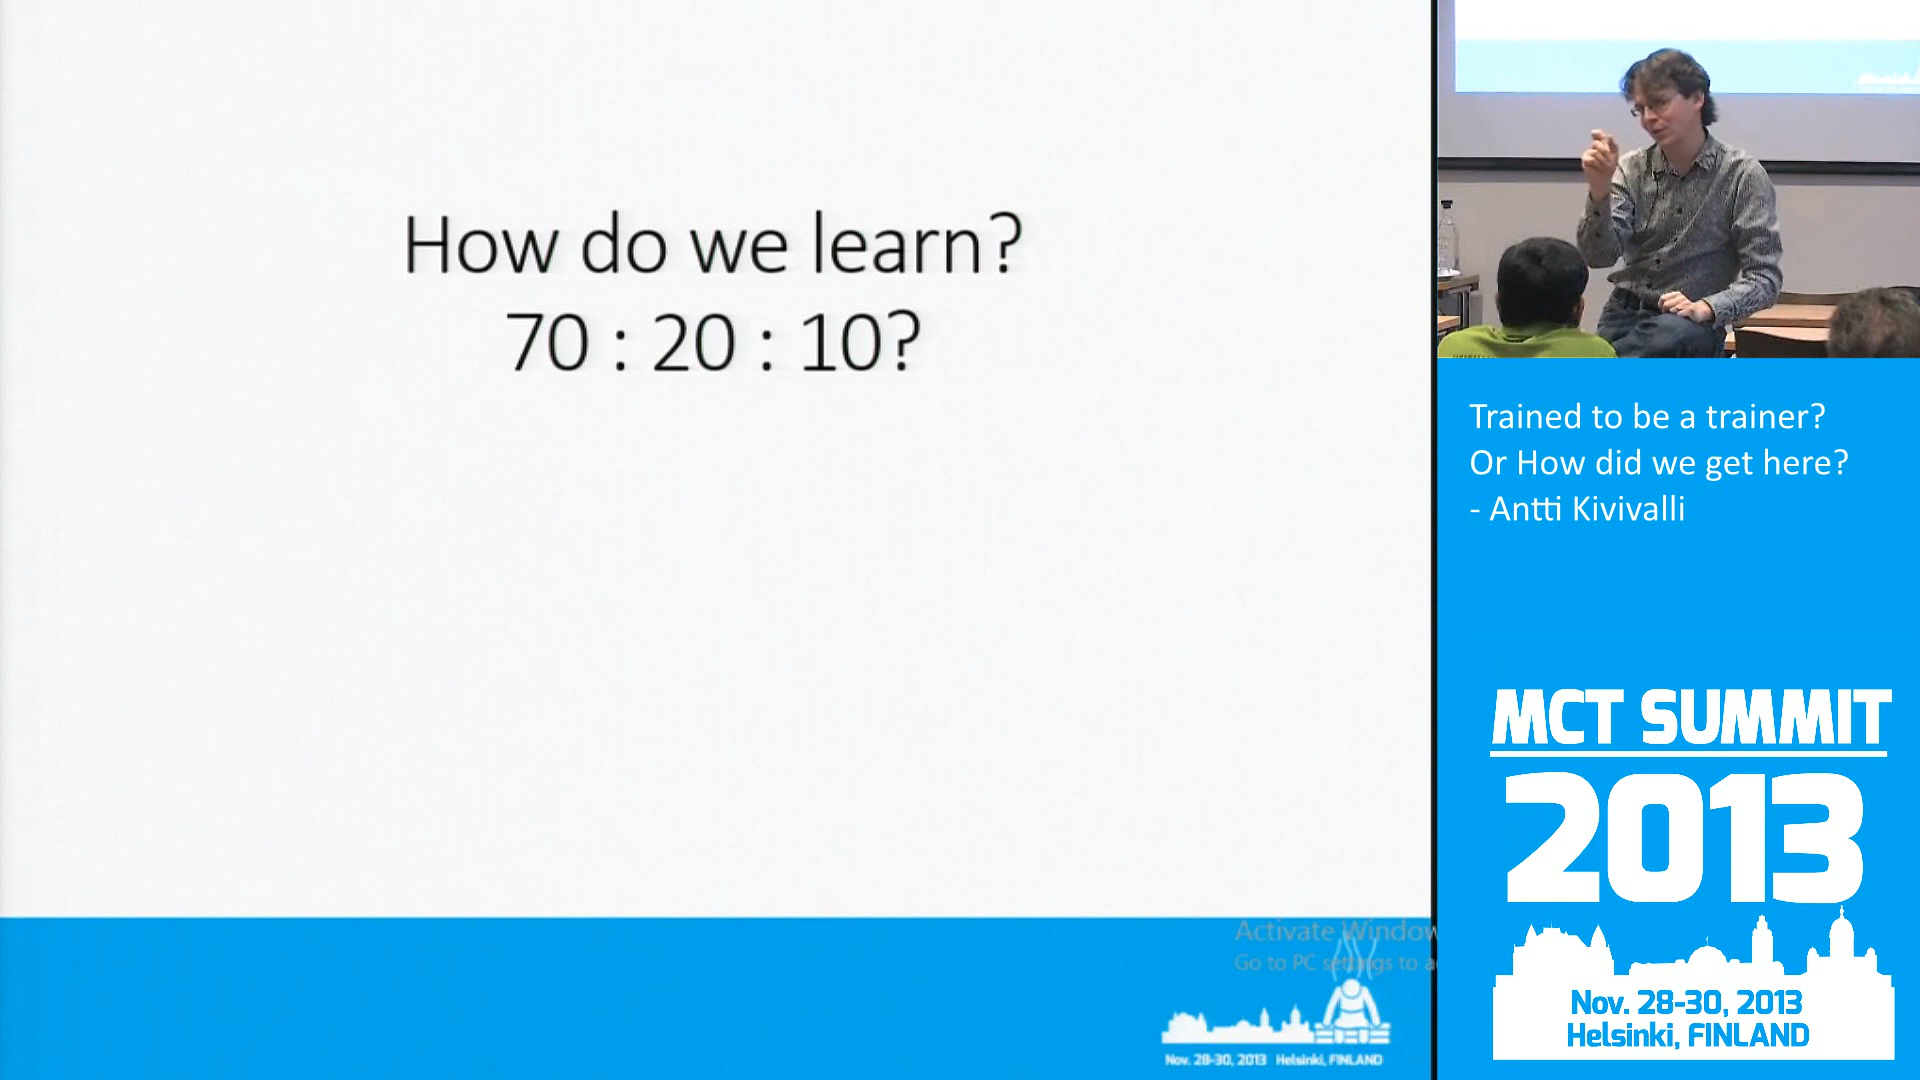 How do we learn?
70 : 20 : 10?
Activate Window
Go to PC settings to a
Nov. 28-30, 2013 Helsinki, FINLAND
Trained to be a trainer?
Or How did we get here?
- Antti Kivivalli
MCT SUMMIT
2013
Nov. 28-30, 2013
Helsinki, FINLAND